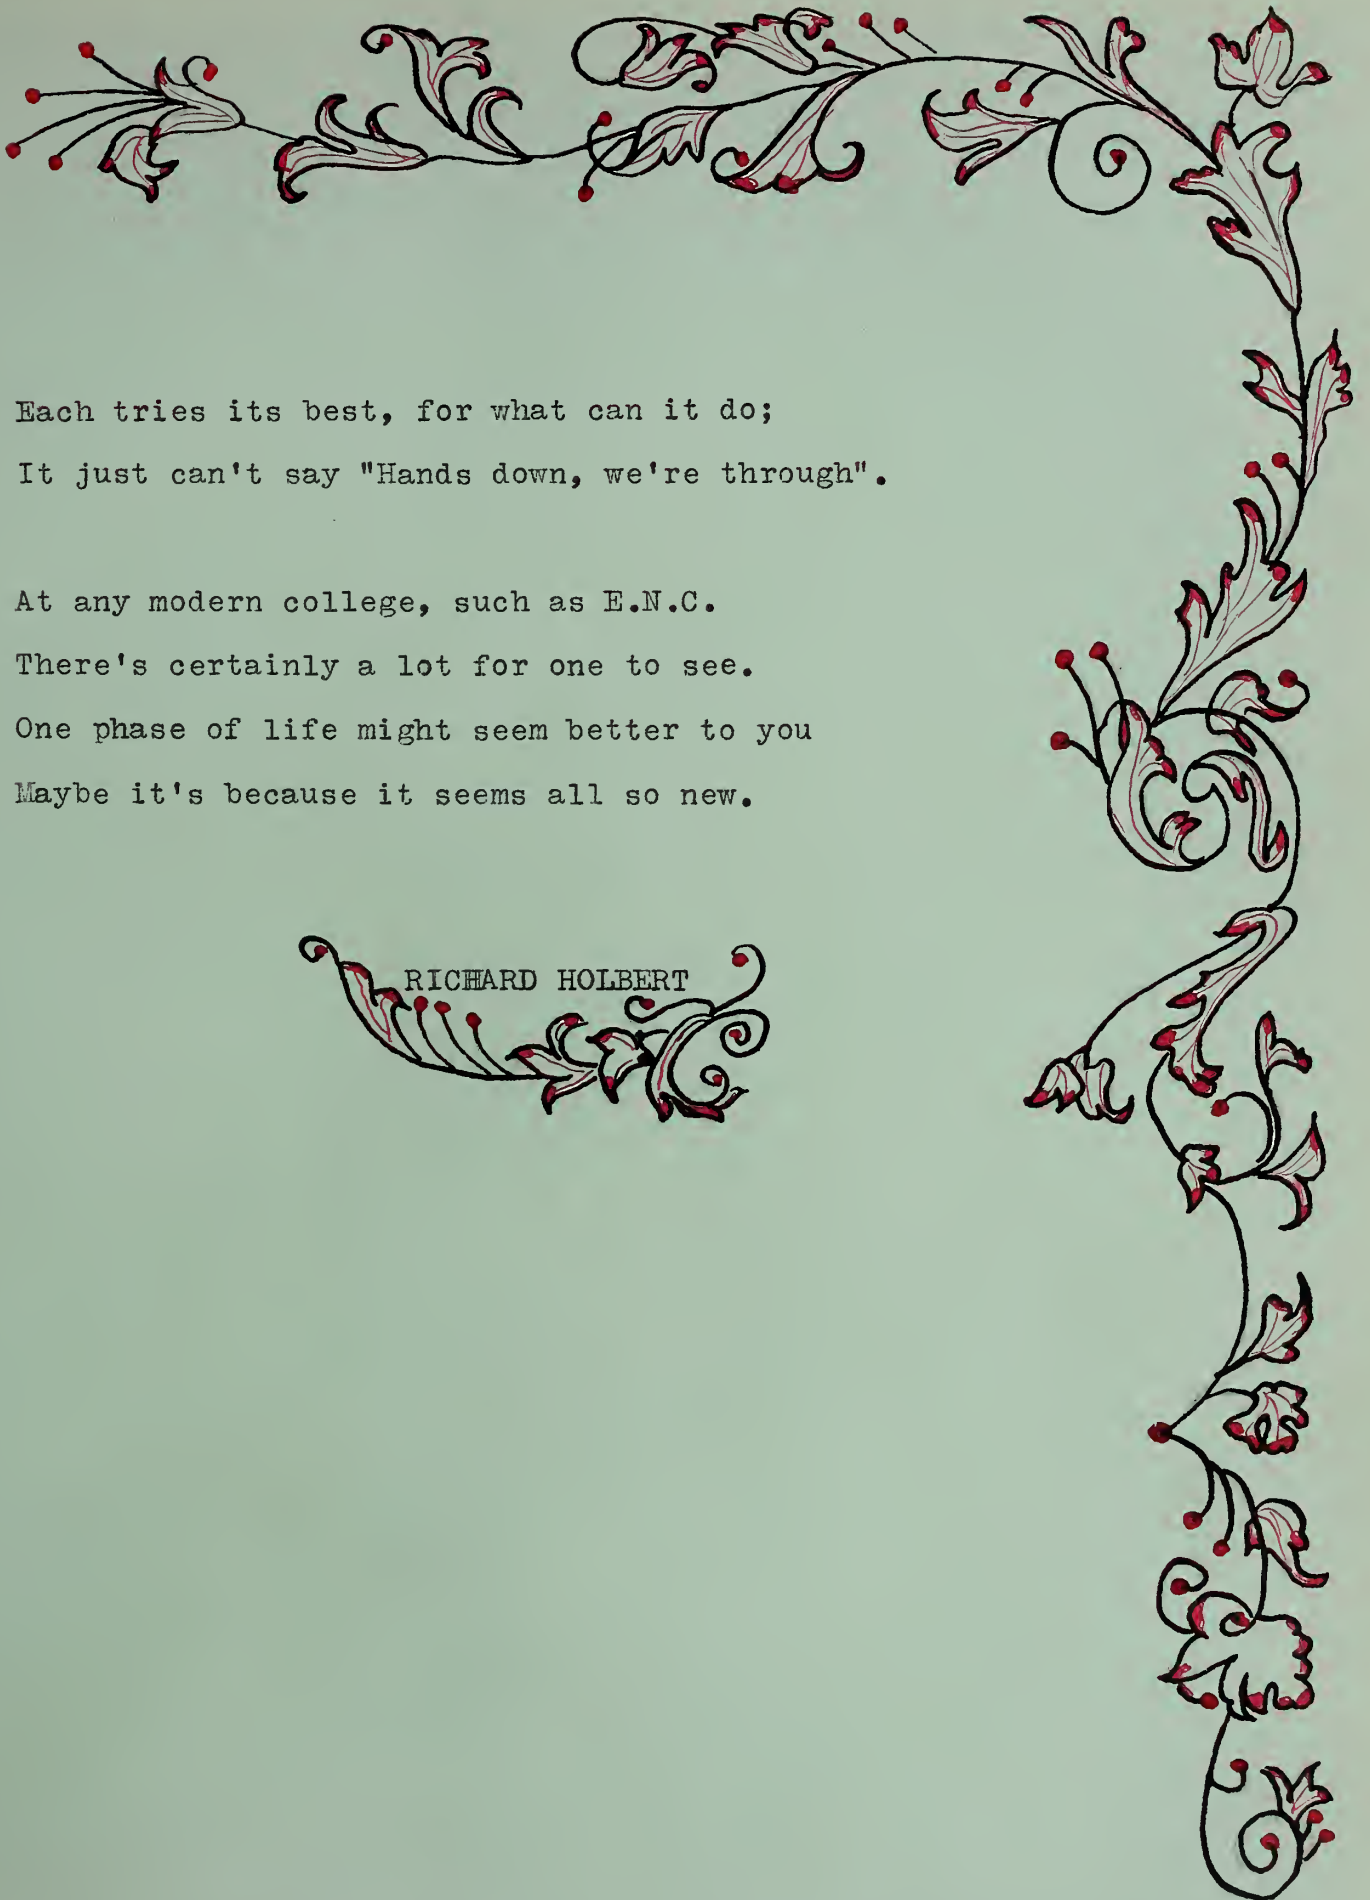 Each tries its best, for what can it do;
It just can't say "Hands down, we're through".
At any modern college, such as E.N.C.
There's certainly a lot for one to see.
One phase of life might seem better to you
Maybe it's because it seems all so new.
RICHARD HOLBERT